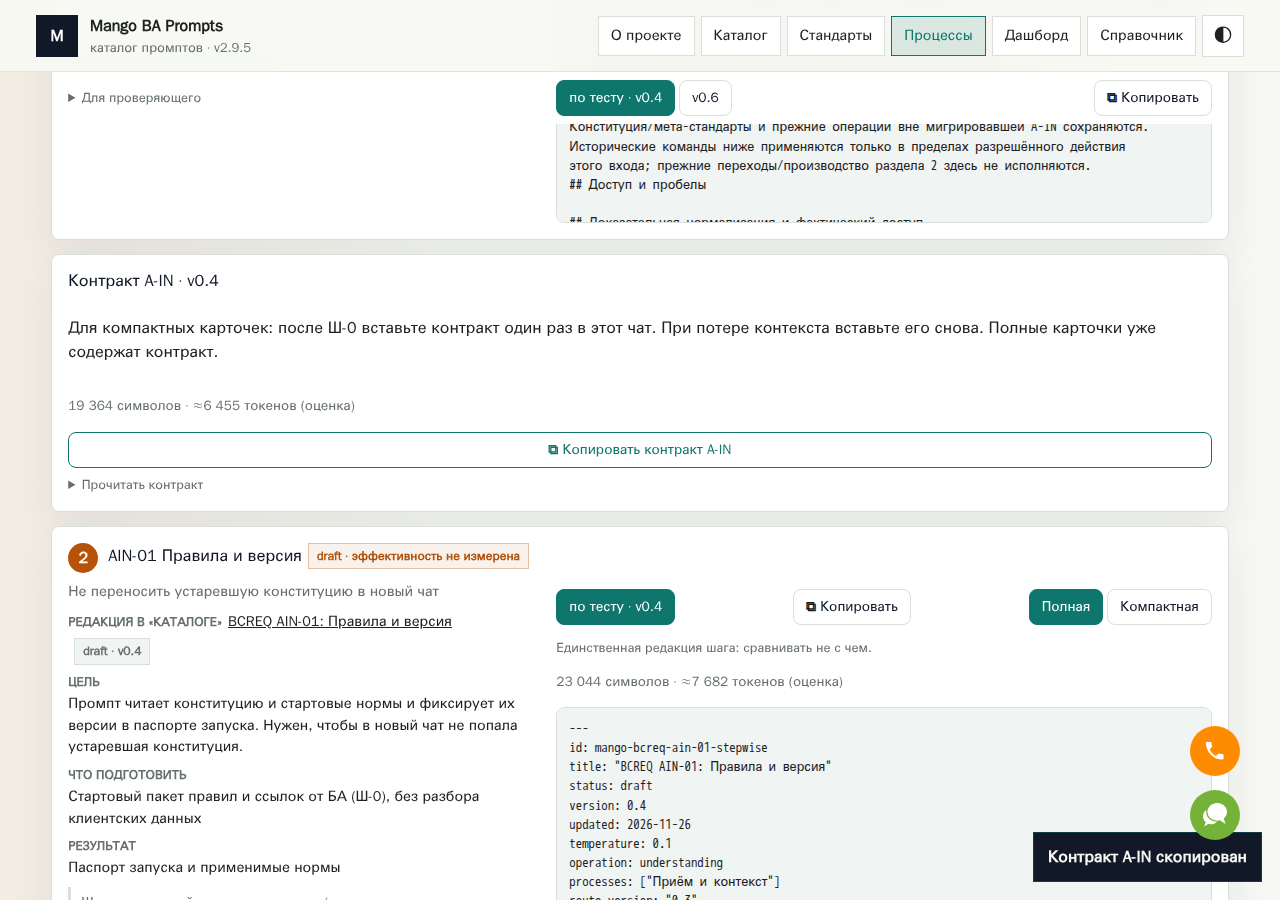 M
Mango BA Prompts
каталог промптов · v2.9.5
О проекте
Каталог
Стандарты
Процессы
Дашборд
Справочник
▶ Для проверяющего
по тесту · v0.4
v0.6
Копировать
Конституция/мета-стандарты и прежние операции вне мигрировавшей A-IN сохраняются.
Исторические команды ниже применяются только в пределах разрешённого действия
этого входа; прежние переходы/производство раздела 2 здесь не исполняются.
## Доступ и пробелы
## Доказательная нормализация и фактический доступ
Контракт A-IN · v0.4
Для компактных карточек: после Ш-0 вставьте контракт один раз в этот чат. При потере контекста вставьте его снова. Полные карточки уже
содержат контракт.
19 364 символов · ≈6 455 токенов (оценка)
Копировать контракт A-IN
▶ Прочитать контракт
2
AIN-01 Правила и версия
draft · эффективность не измерена
Не переносить устаревшую конституцию в новый чат
РЕДАКЦИЯ В «КАТАЛОГЕ» BCREQ AIN-01: Правила и версия
draft · v0.4
ЦЕЛЬ
Промпт читает конституцию и стартовые нормы и фиксирует их
версии в паспорте запуска. Нужен, чтобы в новый чат не попала
устаревшая конституция.
ЧТО ПОДГОТОВИТЬ
Стартовый пакет правил и ссылок от БА (Ш-0), без разбора
клиентских данных
РЕЗУЛЬТАТ
Паспорт запуска и применимые нормы
по тесту · v0.4
Копировать
Полная
Компактная
Единственная редакция шага: сравнивать не с чем.
23 044 символов · ≈7 682 токенов (оценка)
---
id: mango-bcreq-ain-01-stepwise
title: "BCREQ AIN-01: Правила и версия"
status: draft
version: 0.4
updated: 2026-11-26
temperature: 0.1
operation: understanding
processes: ["Приём и контекст"]
route_version: "0.3"
Контракт A-IN скопирован